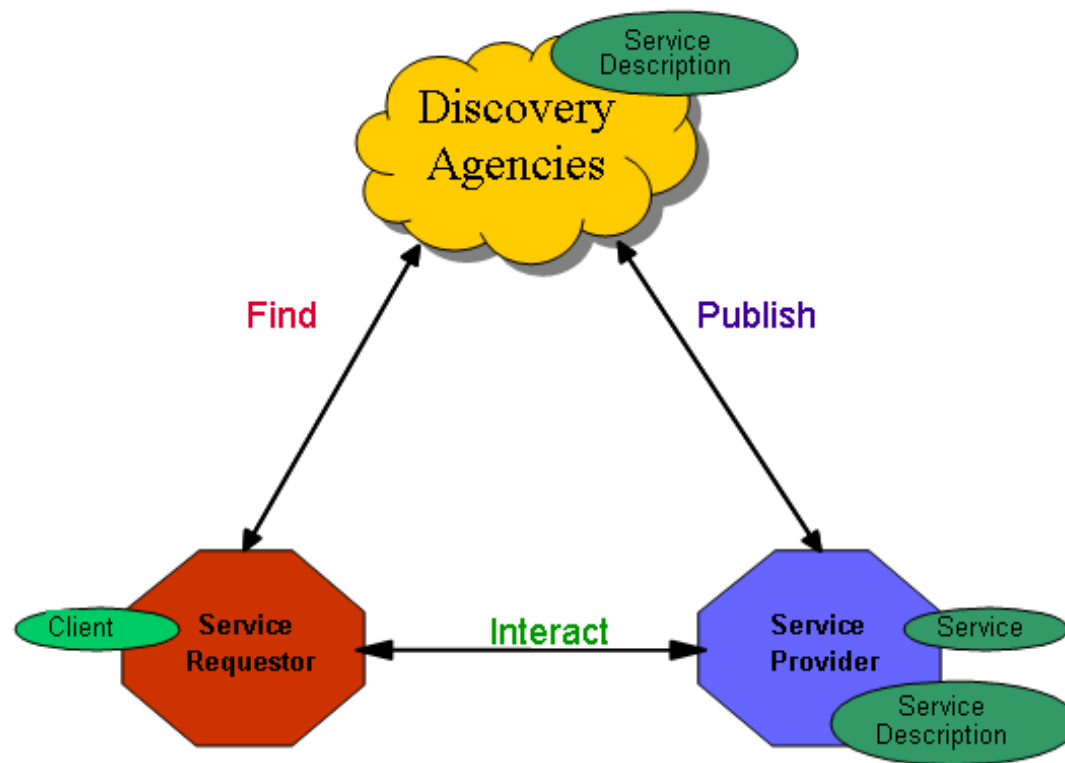 Service
Description
Discovery
Agencies
Find
Publish
Client
Service
Requestor
Interact
Service
Provider
Service
Service
Description